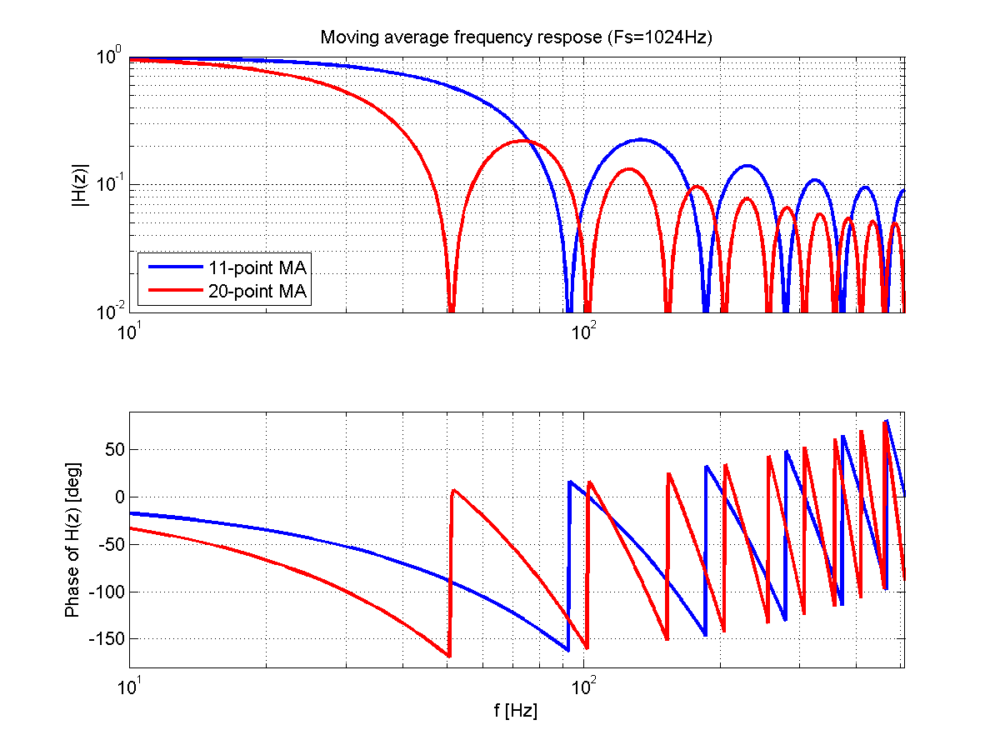 Moving average frequency respose (Fs=1024Hz)
10^0
10^-1
10^-2
|H(z)|
11-point MA
20-point MA
10^1
10^2
50
0
-50
-100
-150
Phase of H(z) [deg]
10^1
10^2
f [Hz]